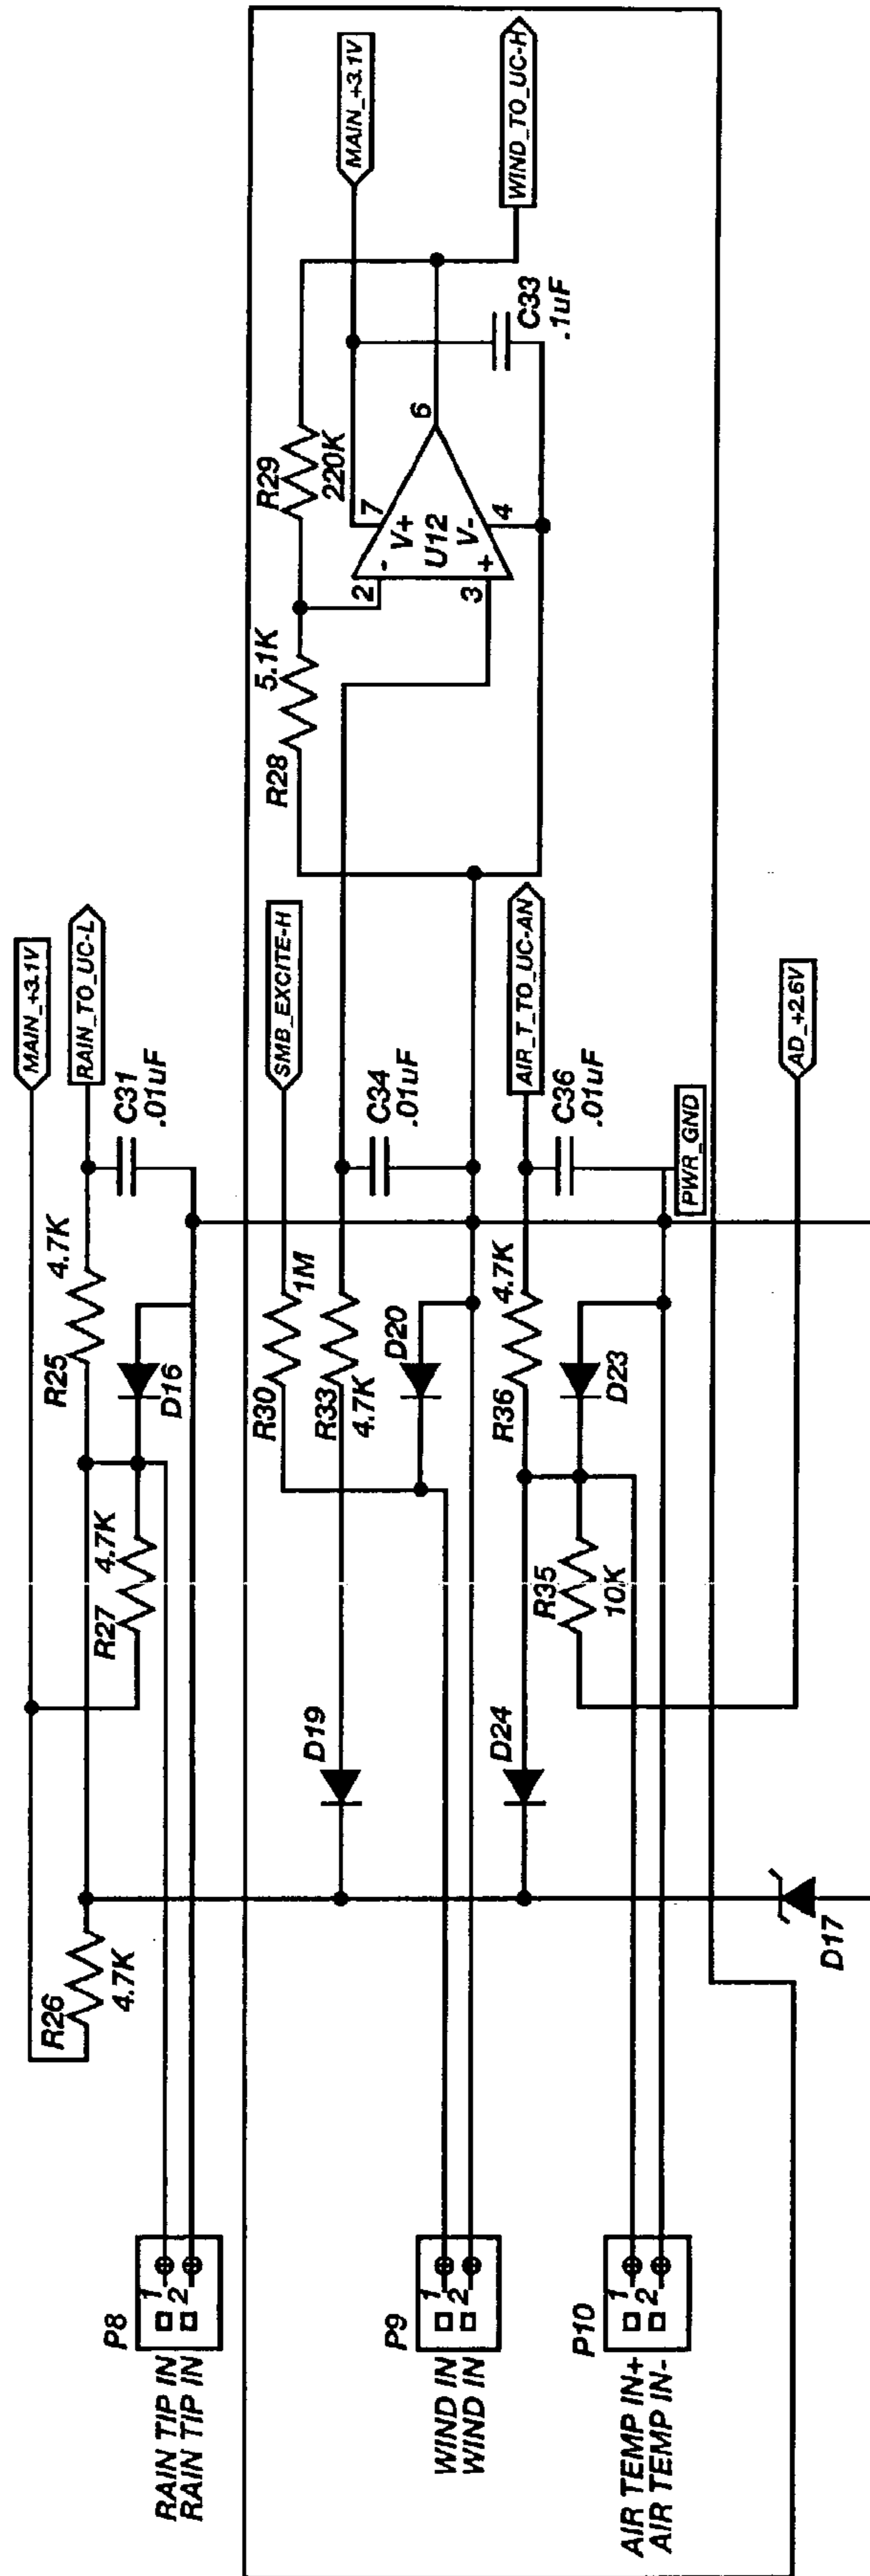 P8
RAIN TIP IN
RAIN TIP IN
1
2
R26
4.7K
R27
4.7K
D16
R25
4.7K
C31
.01uF
MAIN_+3.1V
RAIN_TO_UC-L
P9
WIND IN
WIND IN
1
2
D19
R30
1M
R33
4.7K
D20
C34
.01uF
SMB_EXCITE-H
R28
5.1K
R29
220K
2
3
-
+
V+
U12
V-
7
4
6
C33
.1uF
MAIN_+3.1V
WIND_TO_UC-H
P10
AIR TEMP IN+
AIR TEMP IN-
1
2
D24
R35
10K
R36
4.7K
D23
C36
.01uF
AIR_T_TO_UC-AN
PWR_GND
D17
AD_+2.6V